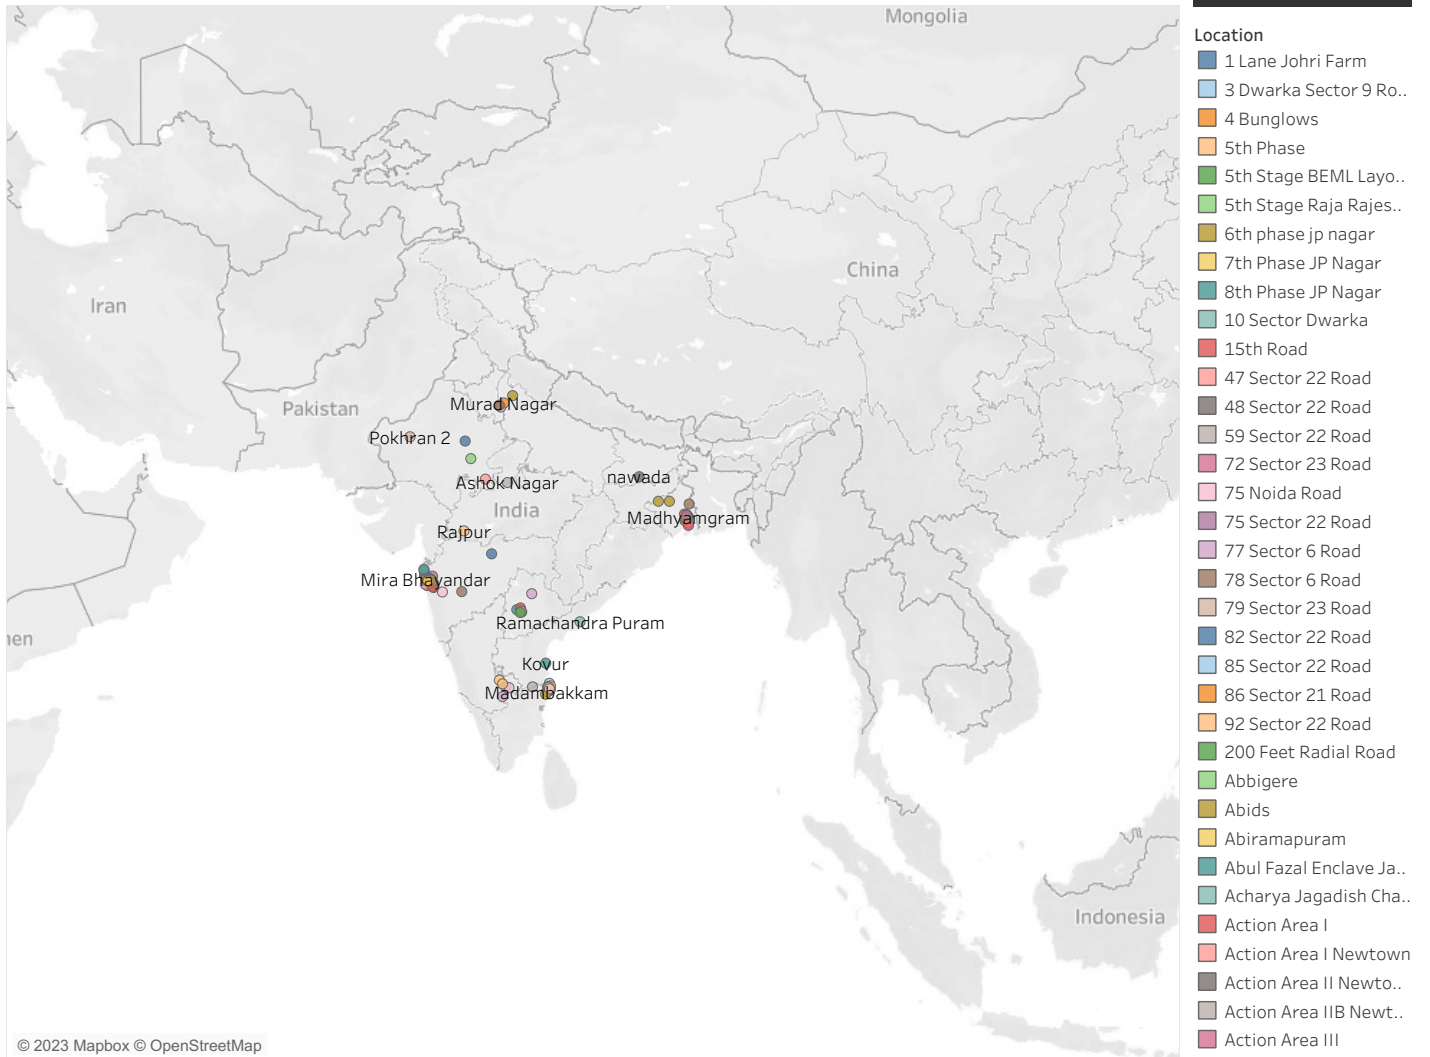 Mongolia
China
Iran
Pakistan
Murad Nagar
Pokhran 2
Ashok Nagar
nawada
India
Madhyamgram
Rajpur
Mira Bhayandar
Ramachandra Puram
Kovur
Madambakkam
Indonesia
© 2023 Mapbox © OpenStreetMap
Location
1 Lane Johri Farm
3 Dwarka Sector 9 Ro..
4 Bunglows
5th Phase
5th Stage BEML Layo..
5th Stage Raja Rajes..
6th phase jp nagar
7th Phase JP Nagar
8th Phase JP Nagar
10 Sector Dwarka
15th Road
47 Sector 22 Road
48 Sector 22 Road
59 Sector 22 Road
72 Sector 23 Road
75 Noida Road
75 Sector 22 Road
77 Sector 6 Road
78 Sector 6 Road
79 Sector 23 Road
82 Sector 22 Road
85 Sector 22 Road
86 Sector 21 Road
92 Sector 22 Road
200 Feet Radial Road
Abbigere
Abids
Abiramapuram
Abul Fazal Enclave Ja..
Acharya Jagadish Cha..
Action Area I
Action Area I Newtown
Action Area II Newto..
Action Area IIB Newt..
Action Area III